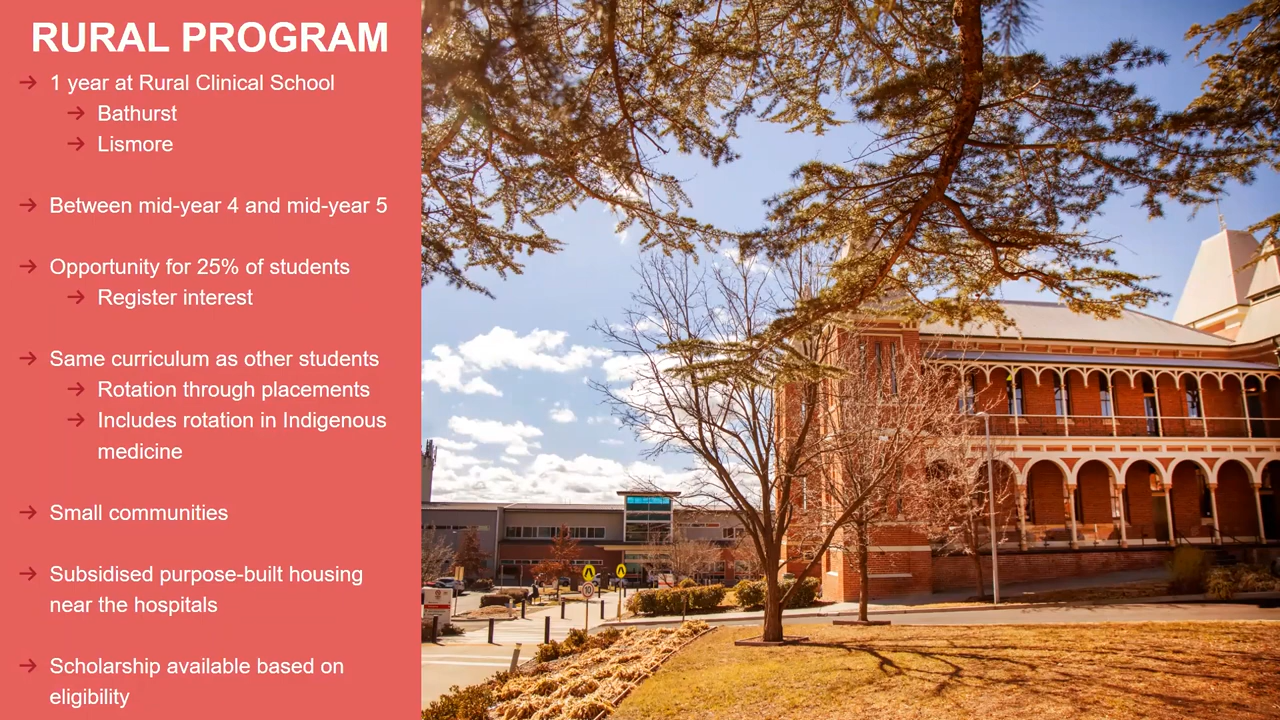 RURAL PROGRAM
→ 1 year at Rural Clinical School
→ Bathurst
→ Lismore
→ Between mid-year 4 and mid-year 5
→ Opportunity for 25% of students
→ Register interest
→ Same curriculum as other students
→ Rotation through placements
→ Includes rotation in Indigenous
medicine
→ Small communities
→ Subsidised purpose-built housing
near the hospitals
→ Scholarship available based on
eligibility